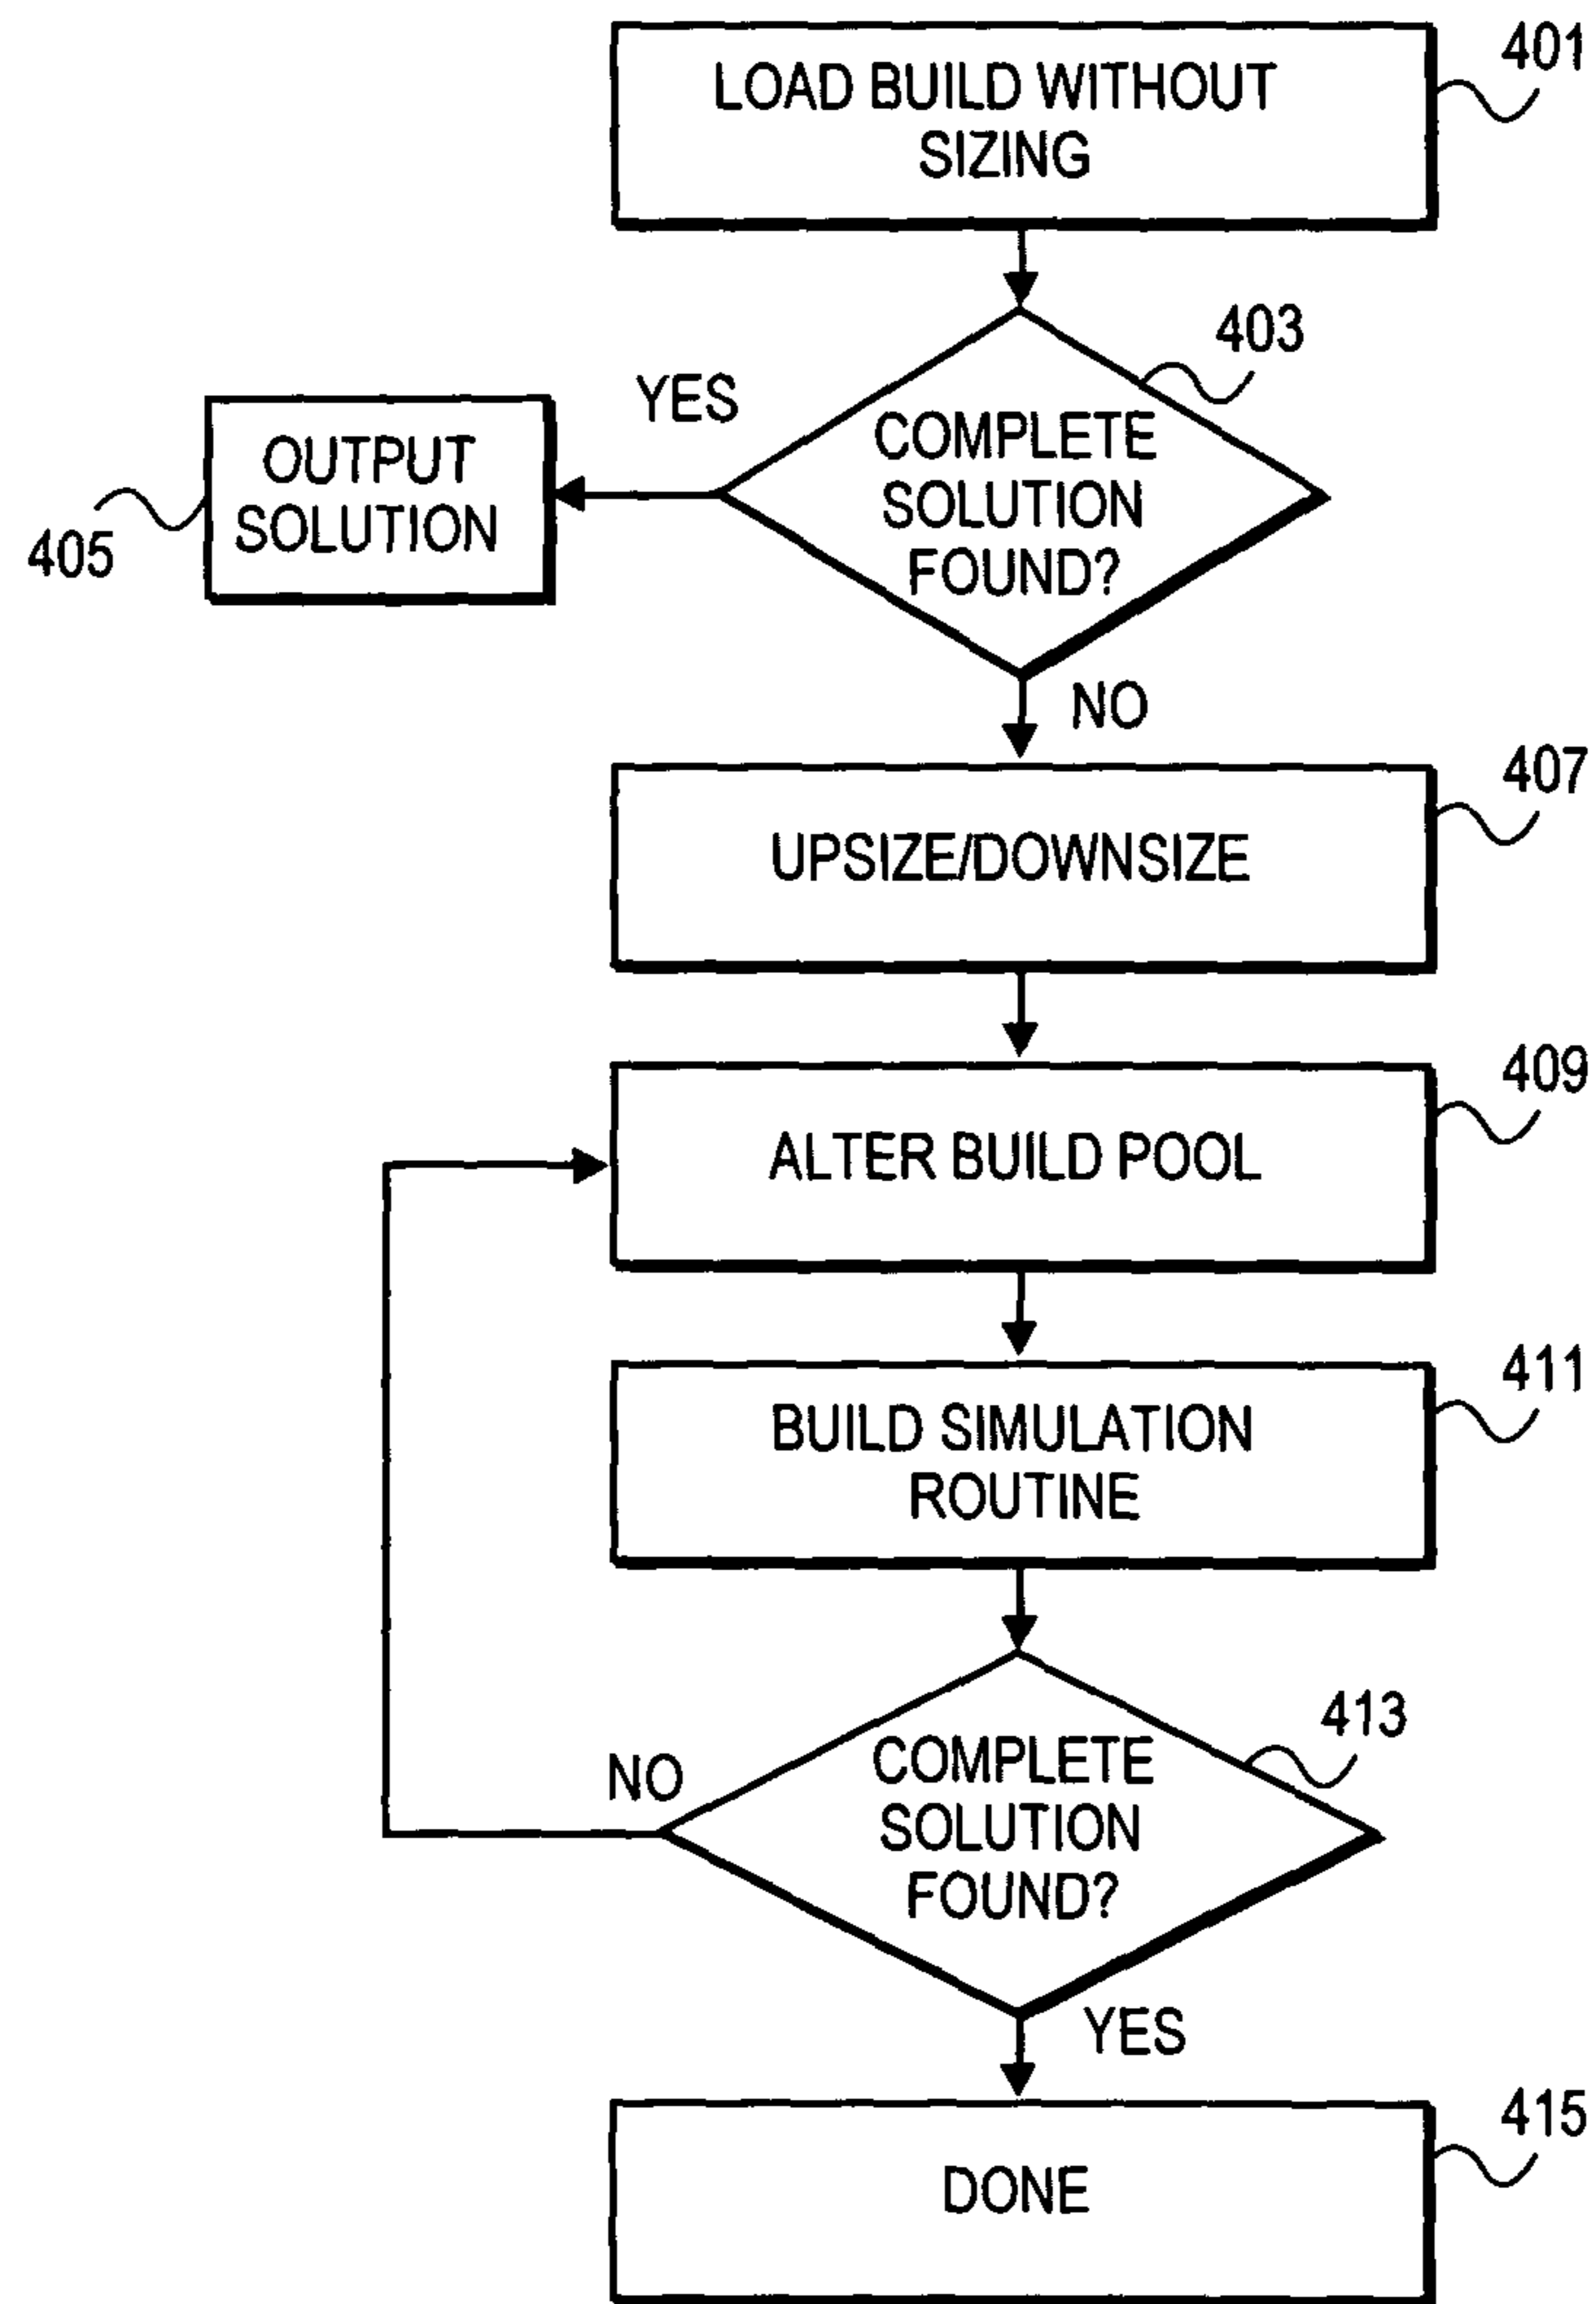 401
LOAD BUILD WITHOUT
SIZING
403
YES
COMPLETE
SOLUTION
FOUND?
OUTPUT
SOLUTION
405
NO
407
UPSIZE/DOWNSIZE
409
ALTER BUILD POOL
411
BUILD SIMULATION
ROUTINE
413
NO
COMPLETE
SOLUTION
FOUND?
YES
415
DONE